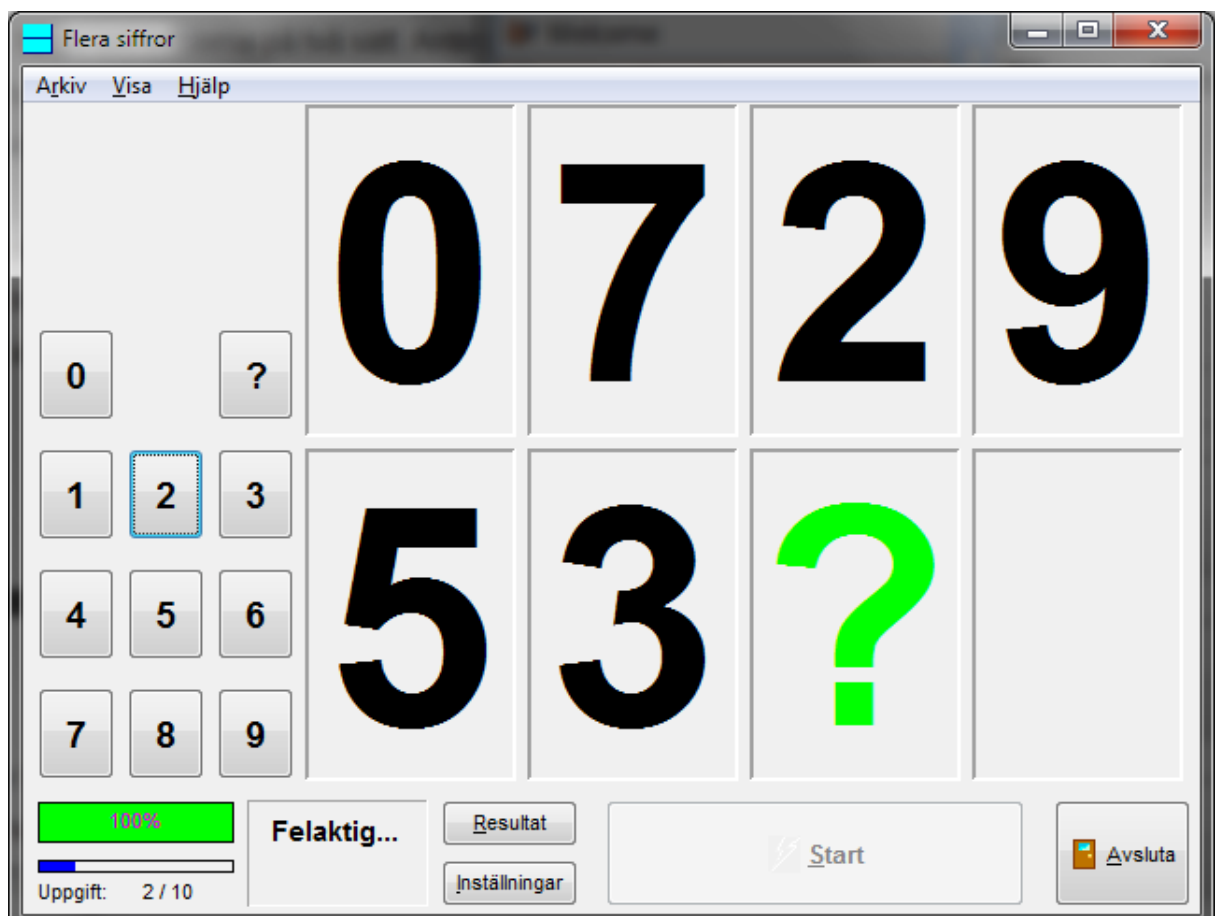 Flera siffror
Arkiv Visa Hjälp
0 7 2 9
0 ?
1 2 3
4 5 6
7 8 9
5 3 ?
100%
Felaktig...
Resultat
Start
Avsluta
Inställningar
Uppgift: 2 / 10